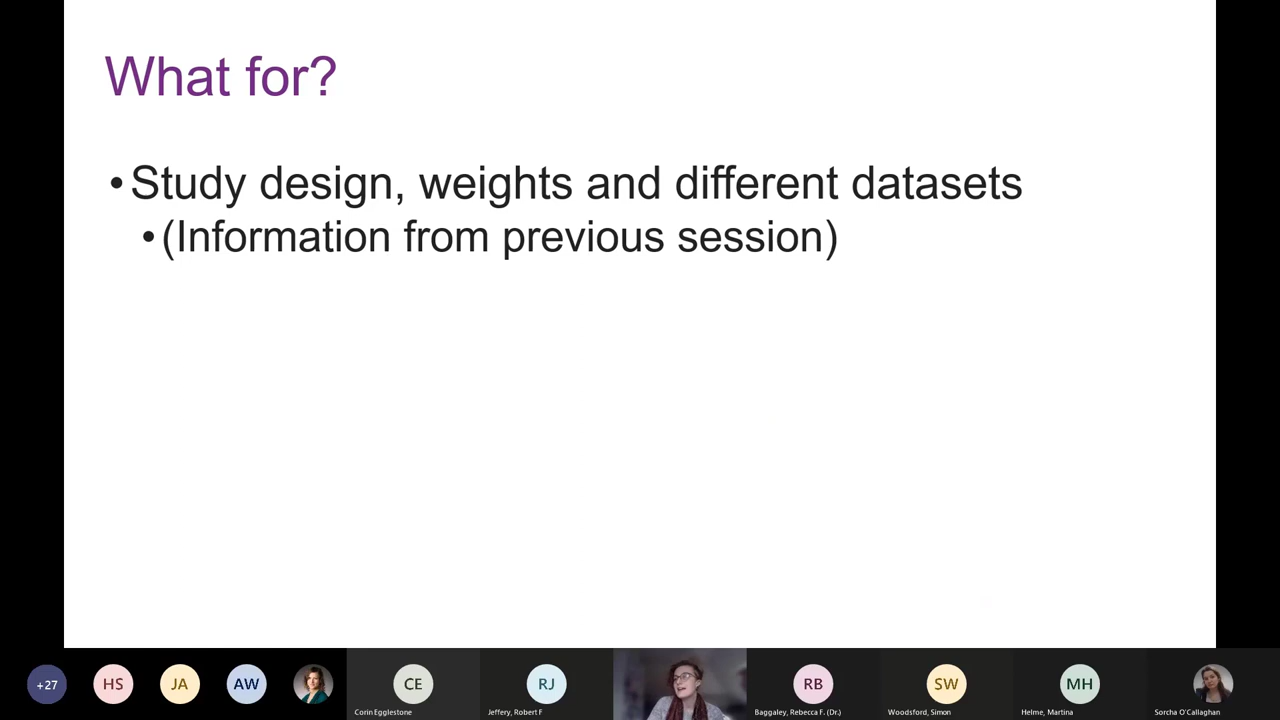 What for?
•Study design, weights and different datasets
•(Information from previous session)
+27
HS
JA
AW
CE
Corin Egglestone
RJ
Jeffery, Robert F
RB
Baggaley, Rebecca F. (Dr.)
SW
Woodsford, Simon
MH
Helme, Martina
Sorcha O'Callaghan